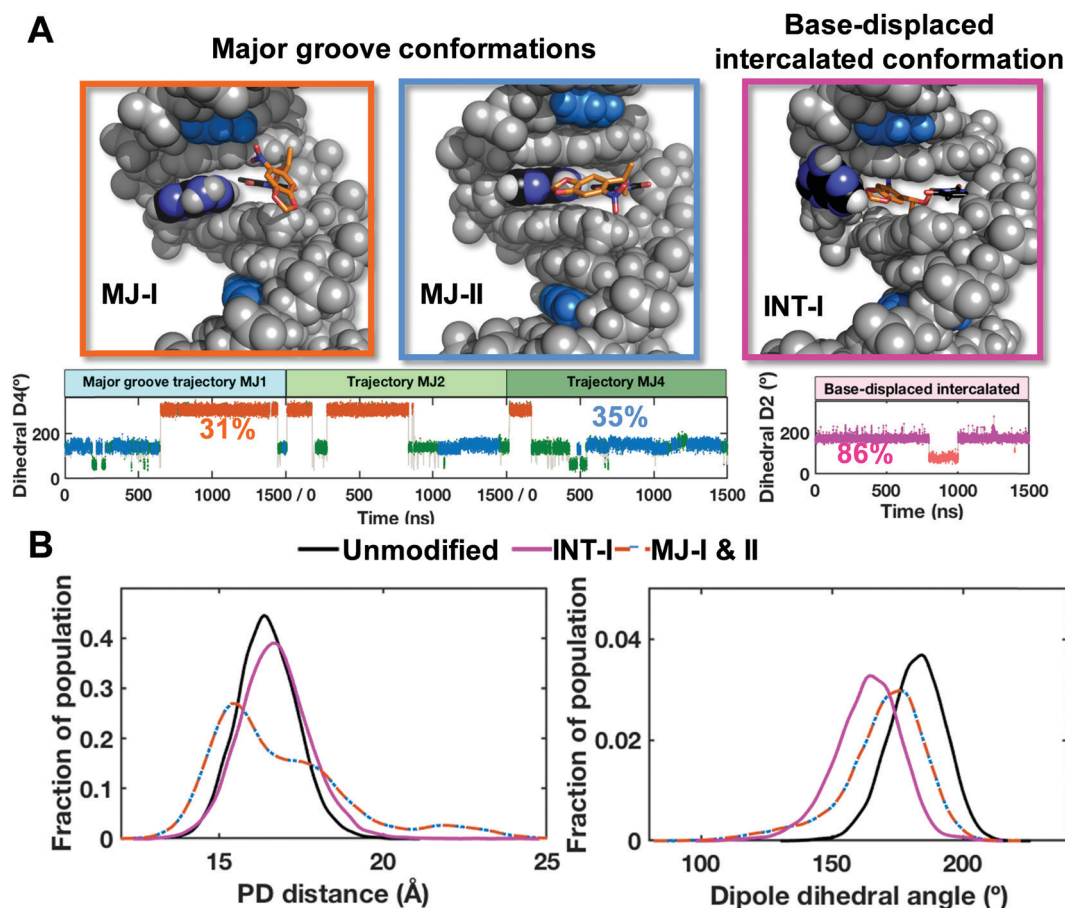 A
Major groove conformations
Base-displaced
intercalated conformation
MJ-I
MJ-II
INT-I
Major groove trajectory MJ1
Trajectory MJ2
Trajectory MJ4
Base-displaced intercalated
Dihedral D4(º)
200
0
31%
35%
0 500 1000 1500 / 0 500 1000 1500 / 0 500 1000 1500
Time (ns)
Dihedral D2 (º)
200
0
86%
0 500 1000 1500
Time (ns)
B
Unmodified INT-I MJ-I & II
Fraction of population
0.4
0.3
0.2
0.1
0
15 20 25
PD distance (Å)
Fraction of population
0.04
0.02
0
100 150 200
Dipole dihedral angle (º)